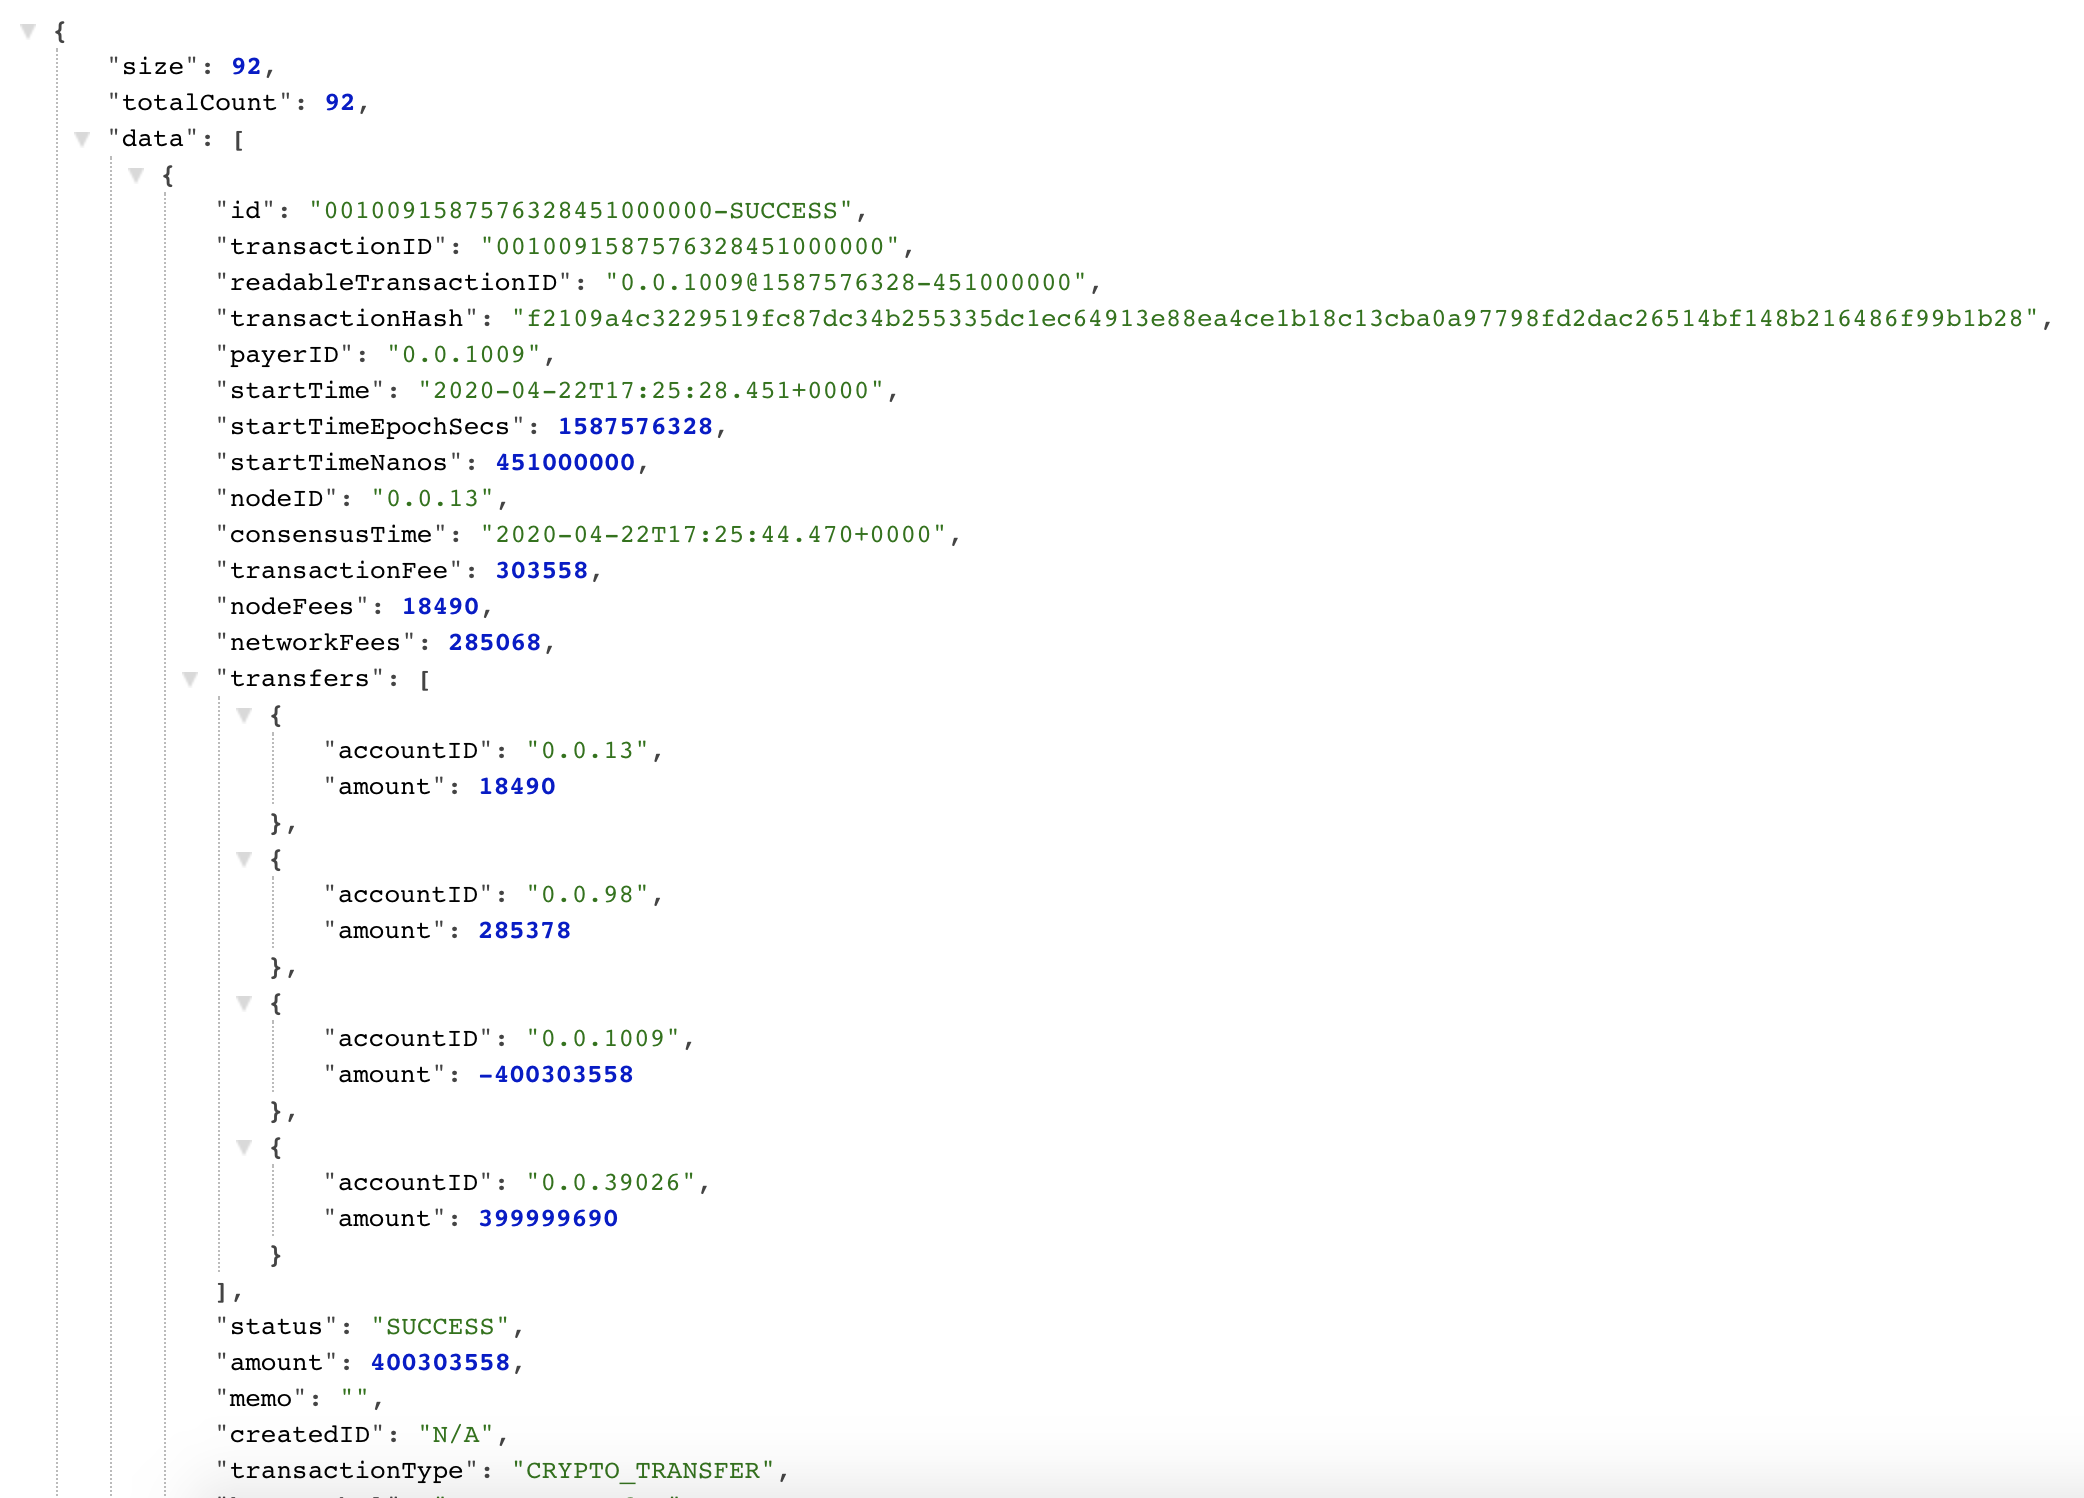 {
"size": 92,
"totalCount": 92,
"data": [
{
"id": "0010091587576328451000000-SUCCESS",
"transactionID": "0010091587576328451000000",
"readableTransactionID": "0.0.1009@1587576328-451000000",
"transactionHash": "f2109a4c3229519fc87dc34b255335dc1ec64913e88ea4ce1b18c13cba0a97798fd2dac26514bf148b216486f99b1b28",
"payerID": "0.0.1009",
"startTime": "2020-04-22T17:25:28.451+0000",
"startTimeEpochSecs": 1587576328,
"startTimeNanos": 451000000,
"nodeID": "0.0.13",
"consensusTime": "2020-04-22T17:25:44.470+0000",
"transactionFee": 303558,
"nodeFees": 18490,
"networkFees": 285068,
"transfers": [
{
"accountID": "0.0.13",
"amount": 18490
},
{
"accountID": "0.0.98",
"amount": 285378
},
{
"accountID": "0.0.1009",
"amount": -400303558
},
{
"accountID": "0.0.39026",
"amount": 399999690
}
],
"status": "SUCCESS",
"amount": 400303558,
"memo": "",
"createdID": "N/A",
"transactionType": "CRYPTO_TRANSFER",